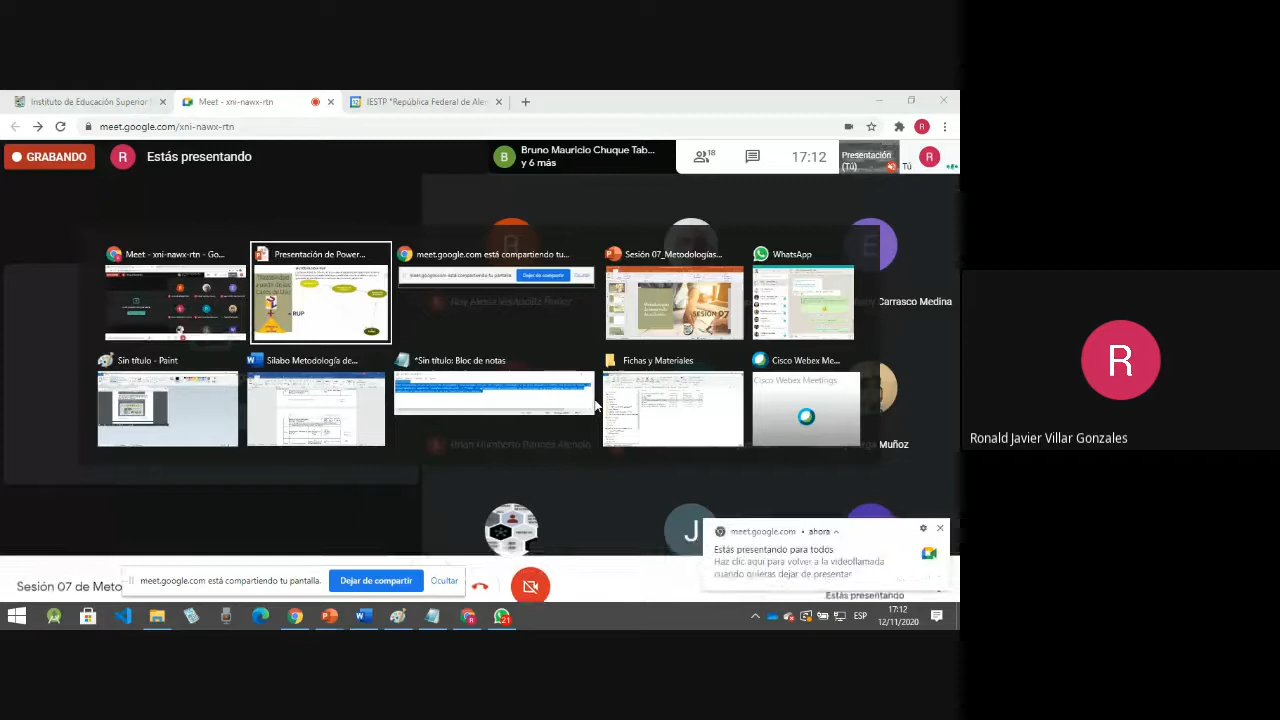 Instituto de Educación Superior
Meet - xni-nawx-rtn
IESTP "República Federal de Ale
meet.google.com/xni-nawx-rtn
R
GRABANDO
R
Estás presentando
B
Bruno Mauricio Chuque Tab...
y 6 más
18
17:12
Presentación
(Tú)
Tú
R
Meet - xni-nawx-rtn - Go...
Presentación de Power...
meet.google.com está compartiendo tu...
Sesión 07_Metodologías...
WhatsApp
meet.google.com está compartiendo tu pantalla.
Dejar de compartir
Ocultar
RUP
SESIÓN 07
Carrasco Medina
Sin título - Paint
Silabo Metodología de...
*Sin título: Bloc de notas
Fichas y Materiales
Cisco Webex Me...
Cisco Webex Meetings
Muñoz
R
Ronald Javier Villar Gonzales
J
meet.google.com • ahora
Estás presentando para todos
Haz clic aquí para volver a la videollamada
cuando quieras dejar de presentar
Sesión 07 de Meto
meet.google.com está compartiendo tu pantalla.
Dejar de compartir
Ocultar
Estás presentando
21
ESP
17:12
12/11/2020